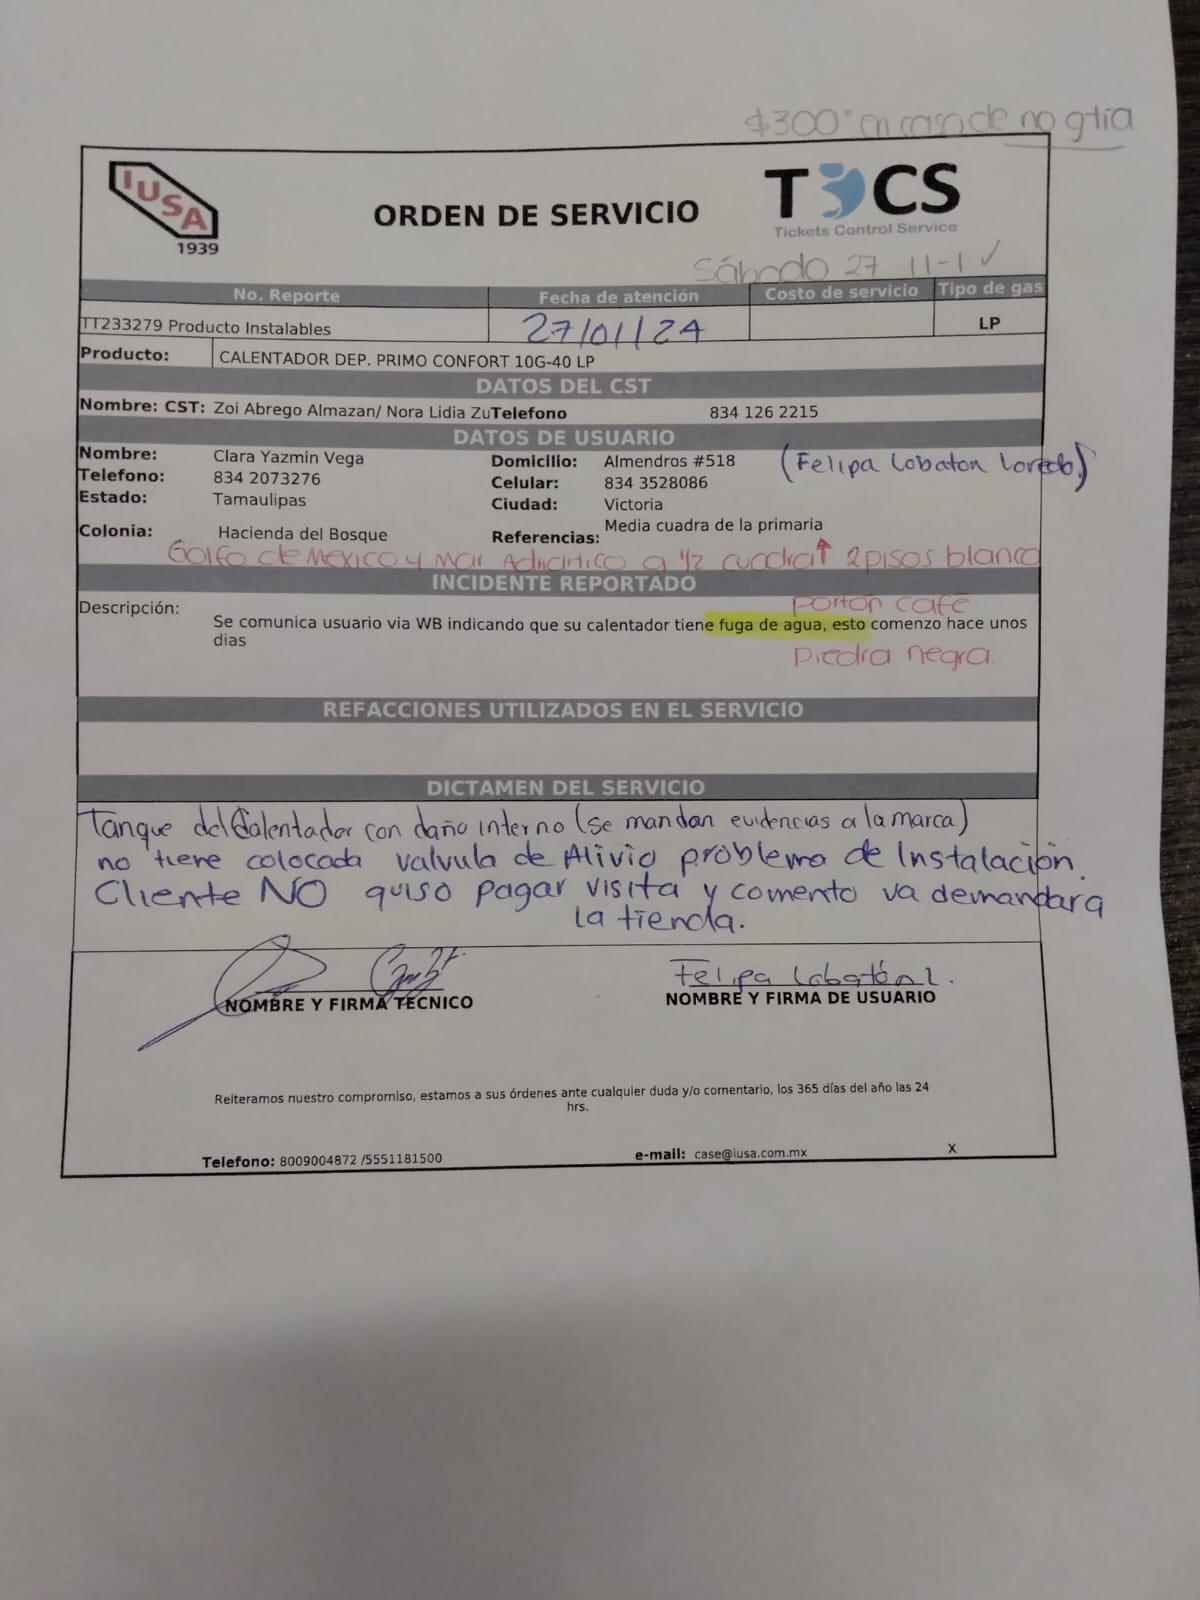 $300 en caso de no gtia
IUSA
1939
ORDEN DE SERVICIO
TCS
Tickets Control Service
Sábado 27 11-1 ✓
No. Reporte Fecha de atención Costo de servicio Tipo de gas
TT233279 Producto Instalables 27/01/24 LP
Producto: CALENTADOR DEP. PRIMO CONFORT 10G-40 LP
DATOS DEL CST
Nombre: CST: Zoi Abrego Almazan/ Nora Lidia Zu Telefono 834 126 2215
DATOS DE USUARIO
Nombre: Clara Yazmin Vega Domicilio: Almendros #518 (Felipa Lobaton Loredo)
Telefono: 834 2073276 Celular: 834 3528086
Estado: Tamaulipas Ciudad: Victoria
Colonia: Hacienda del Bosque Referencias: Media cuadra de la primaria
Golfo de Mexico y Mar a 1/2 cuadra ↑ 2 pisos blanco
INCIDENTE REPORTADO
portón café
Descripción: Se comunica usuario via WB indicando que su calentador tiene fuga de agua, esto comenzo hace unos
dias
Piedra negra.
REFACCIONES UTILIZADOS EN EL SERVICIO
DICTAMEN DEL SERVICIO
Tanque del Calentador con daño interno (se mandan evidencias a la marca)
no tiene colocada valvula de Alivio problema de Instalación.
Cliente NO quiso pagar visita y comento va demandara
la tienda.
Felipa Lobatón L.
NOMBRE Y FIRMA TECNICO NOMBRE Y FIRMA DE USUARIO
Reiteramos nuestro compromiso, estamos a sus órdenes ante cualquier duda y/o comentario, los 365 días del año las 24
hrs.
Telefono: 8009004872 /5551181500 e-mail: case@iusa.com.mx X